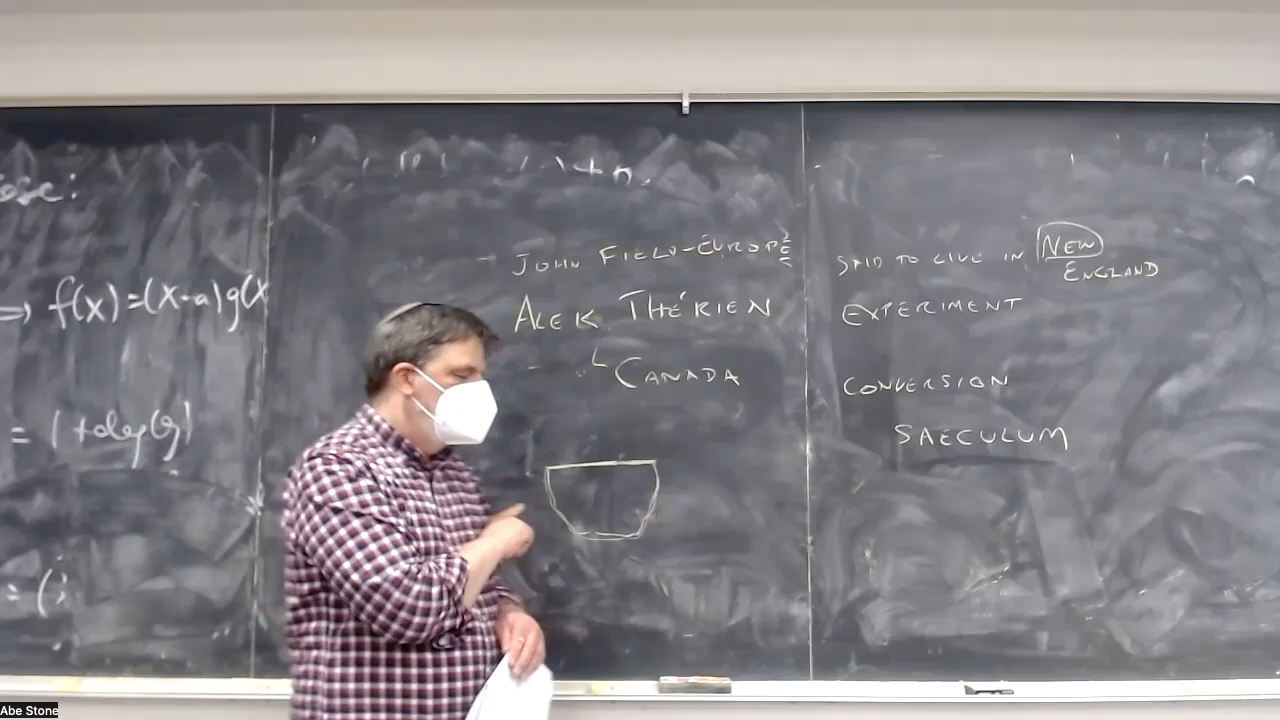 f(x)=(x-a)g(x
= 1+deg(g)
JOHN FIELD-EUROPE
ALEK THÉRIEN
CANADA
SAID TO LIVE IN NEW
ENGLAND
EXPERIMENT
CONVERSION
SAECULUM
Abe Stone